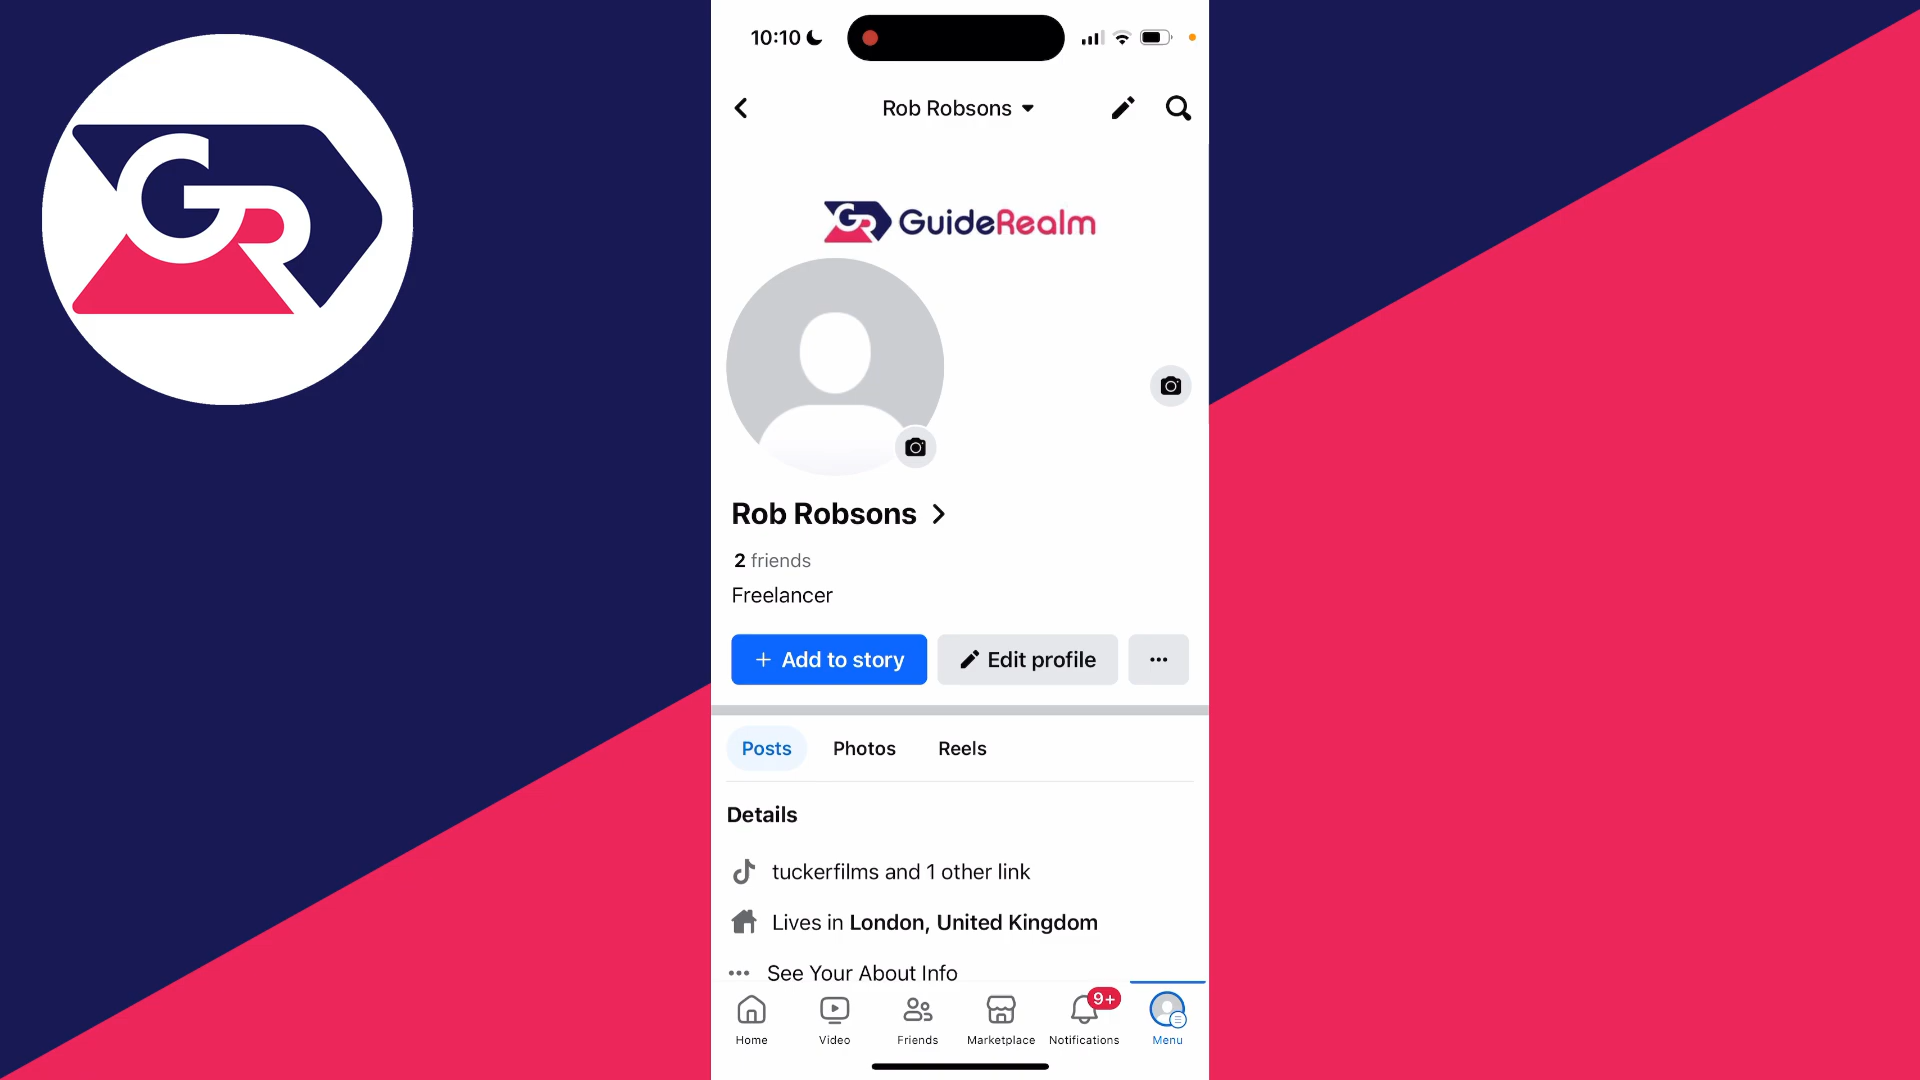 10:10
Rob Robsons
GR GuideRealm
GR
Rob Robsons
2 friends
Freelancer
+ Add to story
Edit profile
Posts
Photos
Reels
Details
tuckerfilms and 1 other link
Lives in London, United Kingdom
See Your About Info
9+
Home
Video
Friends
Marketplace
Notifications
Menu